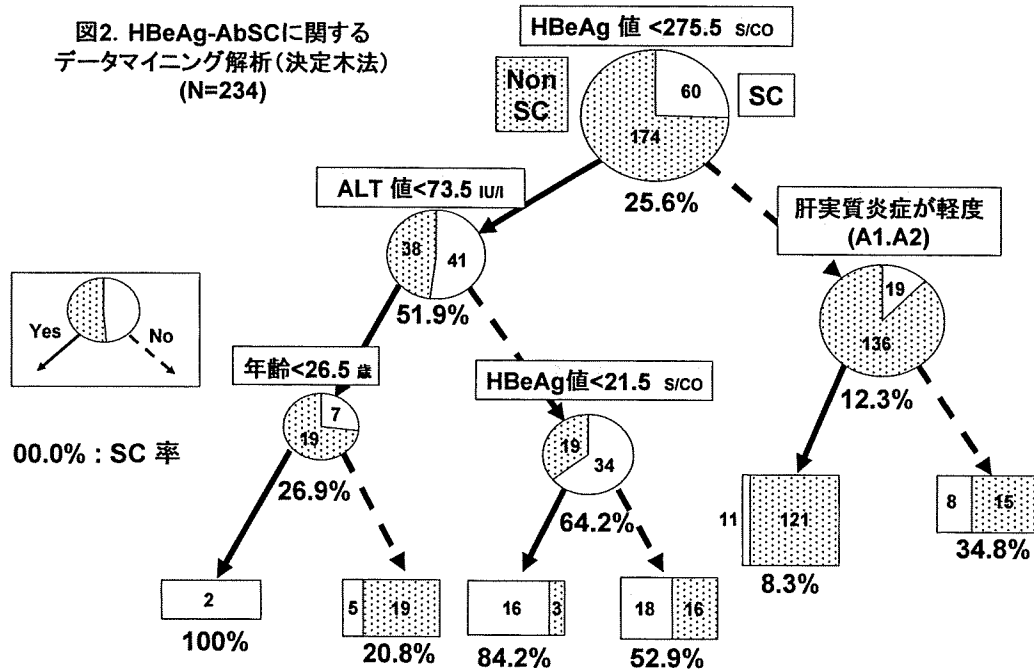 図2. HBeAg-AbSCに関する
データマイニング解析(決定木法)
(N=234)
HBeAg 値 <275.5 S/CO
Non
SC
60
SC
174
25.6%
ALT 値<73.5 IU/l
38
41
51.9%
肝実質炎症が軽度
(A1.A2)
19
136
12.3%
Yes
No
00.0% : SC 率
年齢<26.5 歳
7
19
26.9%
HBeAg値<21.5 S/CO
19
34
64.2%
11
121
8.3%
8
15
34.8%
2
100%
5
19
20.8%
16
3
84.2%
18
16
52.9%